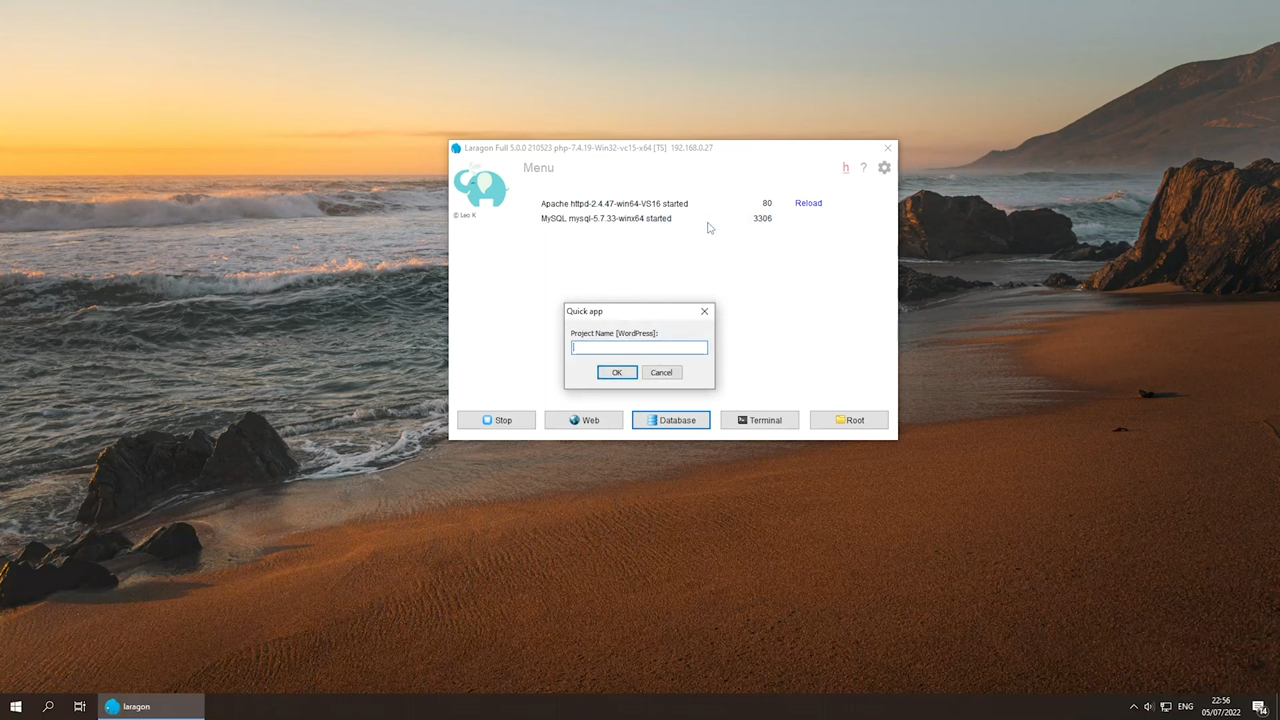 Laragon Full 5.0.0 210523 php-7.4.19-Win32-vc15-x64 [TS] 192.168.0.27
Menu
h ?
© Leo K
Apache httpd-2.4.47-win64-VS16 started 80 Reload
MySQL mysql-5.7.33-winx64 started 3306
Quick app
Project Name [WordPress]:
OK Cancel
Stop Web Database Terminal Root
laragon
ENG
22:56
05/07/2022
14